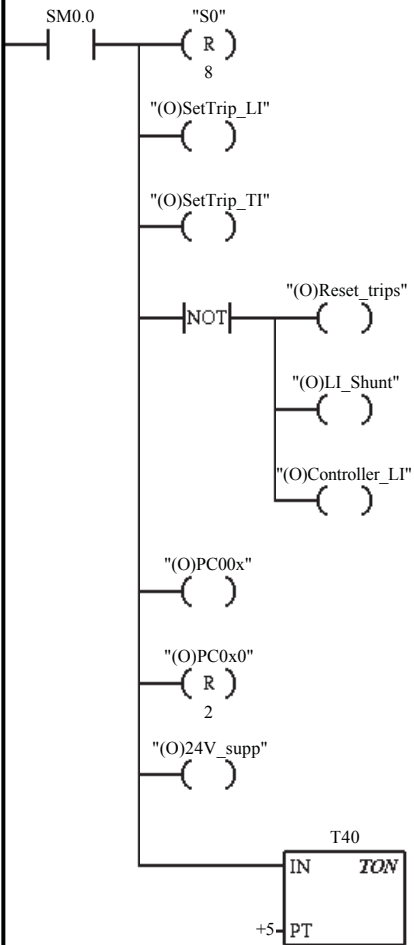 SM0.0
"S0"
R
8
"(O)SetTrip_LI"
"(O)SetTrip_TI"
NOT
"(O)Reset_trips"
"(O)LI_Shunt"
"(O)Controller_LI"
"(O)PC00x"
"(O)PC0x0"
R
2
"(O)24V_supp"
T40
IN TON
+5 PT